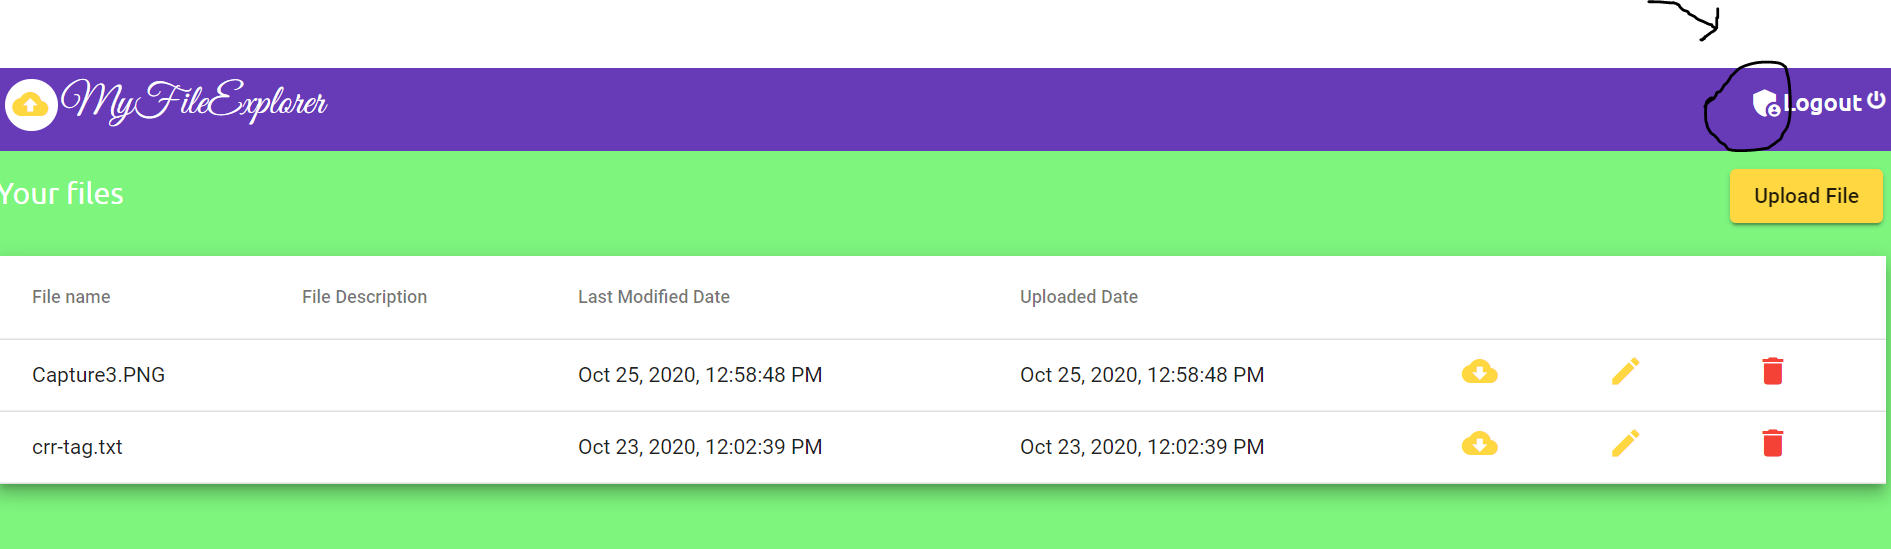 MyFileExplorer
Logout
Your files
Upload File
File name File Description Last Modified Date Uploaded Date
Capture3.PNG Oct 25, 2020, 12:58:48 PM Oct 25, 2020, 12:58:48 PM
crr-tag.txt Oct 23, 2020, 12:02:39 PM Oct 23, 2020, 12:02:39 PM